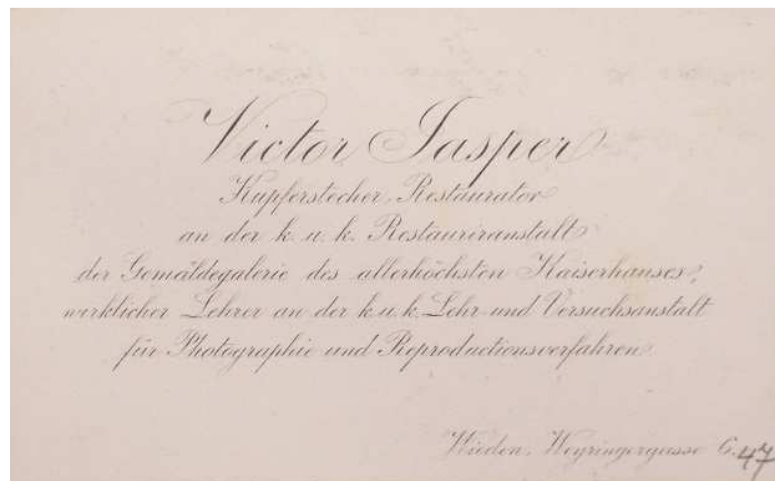 Victor Jasper
Kupferstecher, Restaurator
an der k. u. k. Restauriranstalt
der Gemäldegalerie des allerhöchsten Kaiserhauses,
wirklicher Lehrer an der k. u. k. Lehr- und Versuchsanstalt
für Photographie und Reproductionsverfahren.
Wieden, Weyringergasse 6.
47